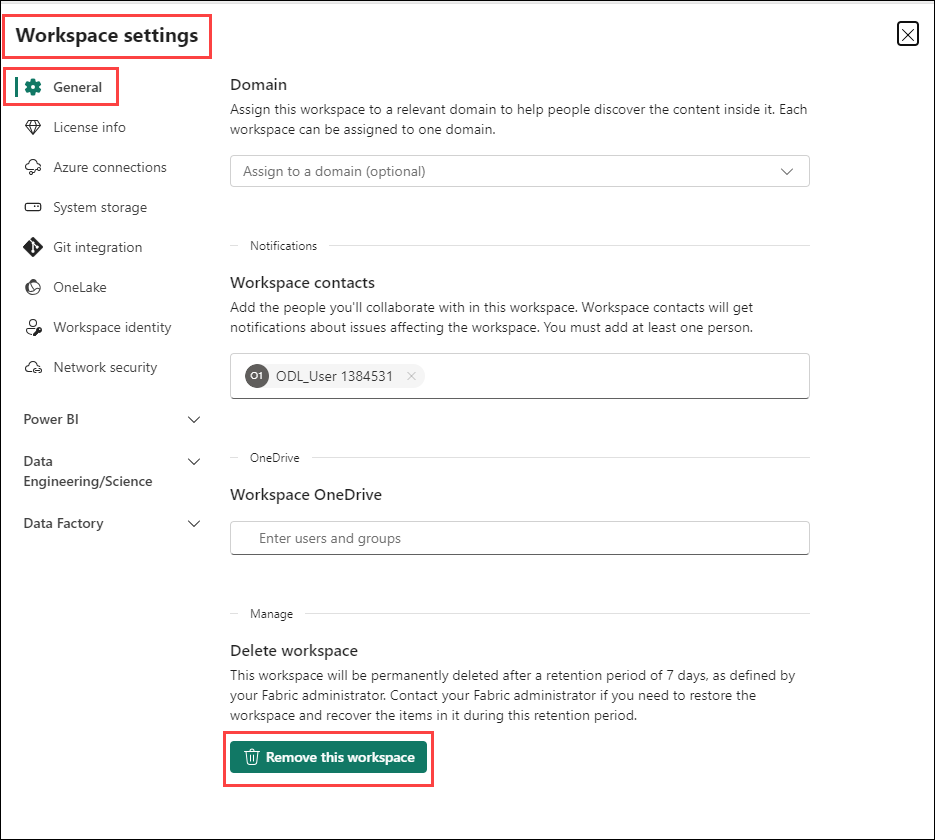 Workspace settings
General
License info
Azure connections
System storage
Git integration
OneLake
Workspace identity
Network security
Power BI
Data
Engineering/Science
Data Factory
Domain
Assign this workspace to a relevant domain to help people discover the content inside it. Each
workspace can be assigned to one domain.
Assign to a domain (optional)
Notifications
Workspace contacts
Add the people you'll collaborate with in this workspace. Workspace contacts will get
notifications about issues affecting the workspace. You must add at least one person.
O1 ODL_User 1384531
OneDrive
Workspace OneDrive
Enter users and groups
Manage
Delete workspace
This workspace will be permanently deleted after a retention period of 7 days, as defined by
your Fabric administrator. Contact your Fabric administrator if you need to restore the
workspace and recover the items in it during this retention period.
Remove this workspace